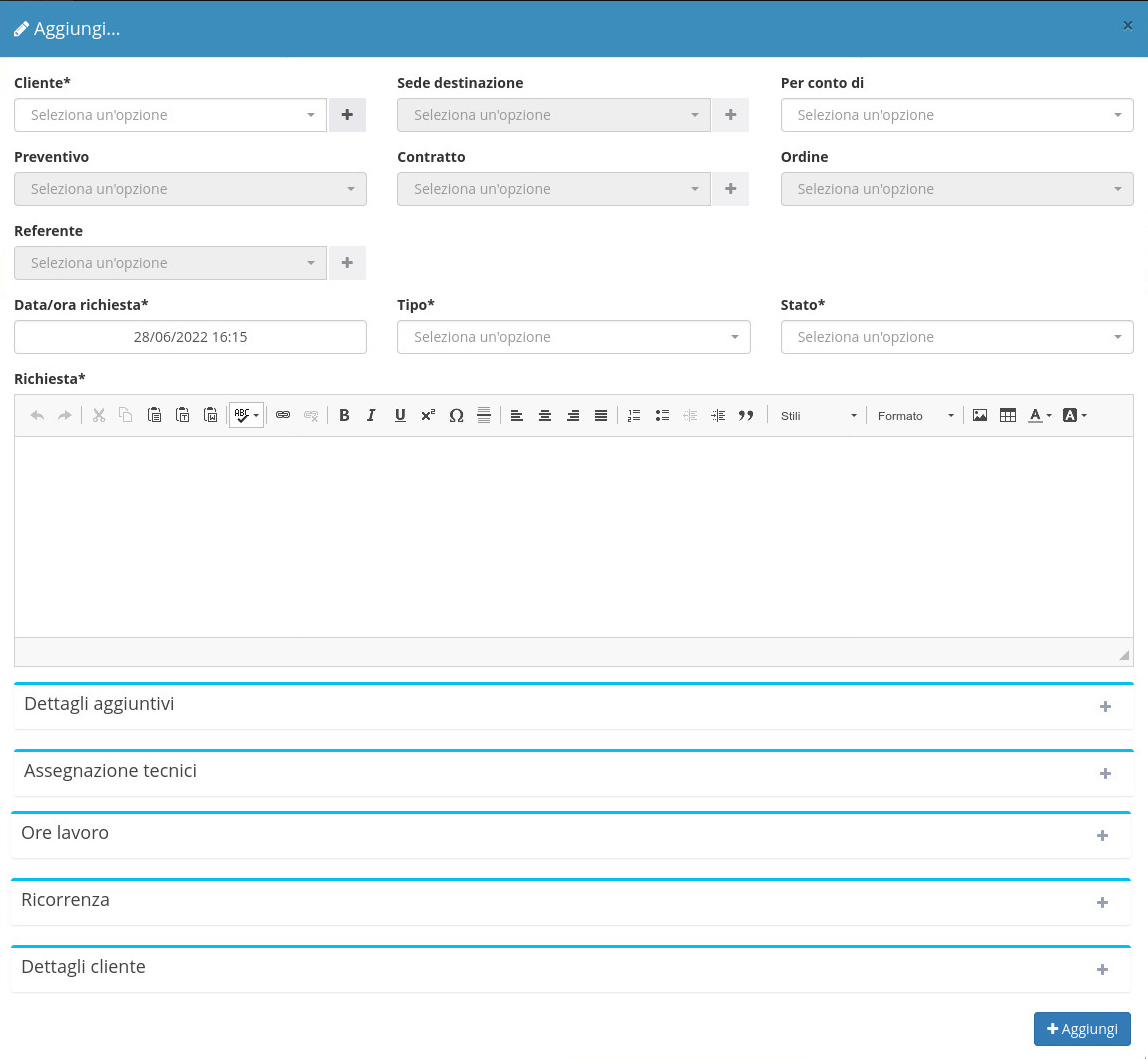 Aggiungi...
×
Cliente* Sede destinazione Per conto di
Seleziona un'opzione Seleziona un'opzione Seleziona un'opzione
Preventivo Contratto Ordine
Seleziona un'opzione Seleziona un'opzione Seleziona un'opzione
Referente
Seleziona un'opzione
Data/ora richiesta* Tipo* Stato*
28/06/2022 16:15 Seleziona un'opzione Seleziona un'opzione
Richiesta*
ABC B I U x² Ω Stili Formato A A
Dettagli aggiuntivi
Assegnazione tecnici
Ore lavoro
Ricorrenza
Dettagli cliente
Aggiungi